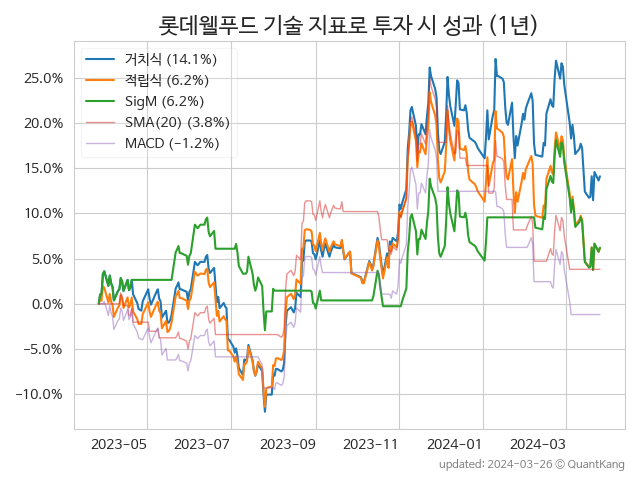 롯데웰푸드 기술 지표로 투자 시 성과 (1년)
거치식 (14.1%)
적립식 (6.2%)
SigM (6.2%)
SMA(20) (3.8%)
MACD (−1.2%)
25.0%
20.0%
15.0%
10.0%
5.0%
0.0%
−5.0%
−10.0%
2023−05
2023−07
2023−09
2023−11
2024−01
2024−03
updated: 2024−03−26 © QuantKang